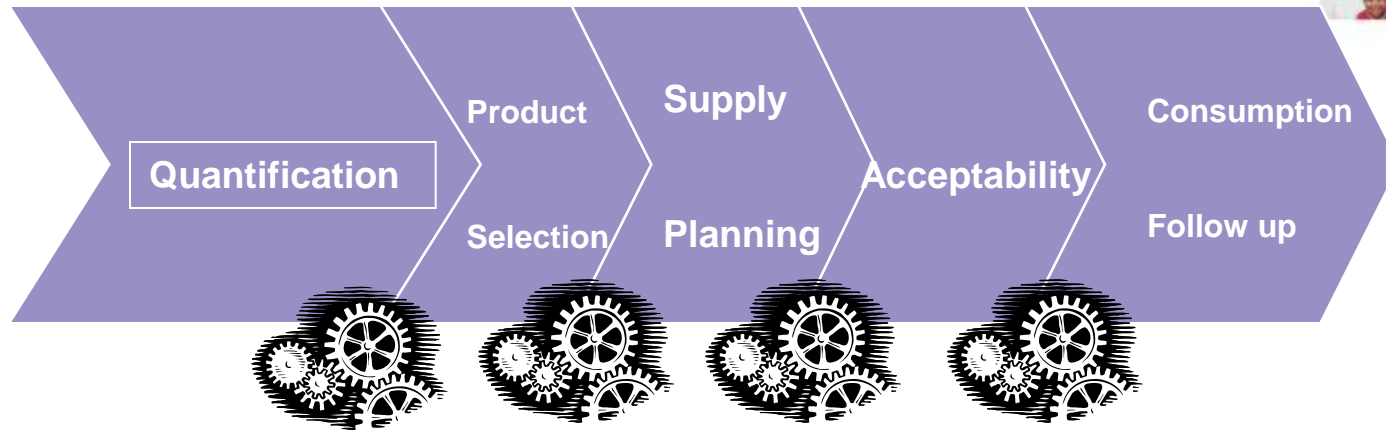 Quantification
Product
Selection
Supply
Planning
Acceptability
Consumption
Follow up